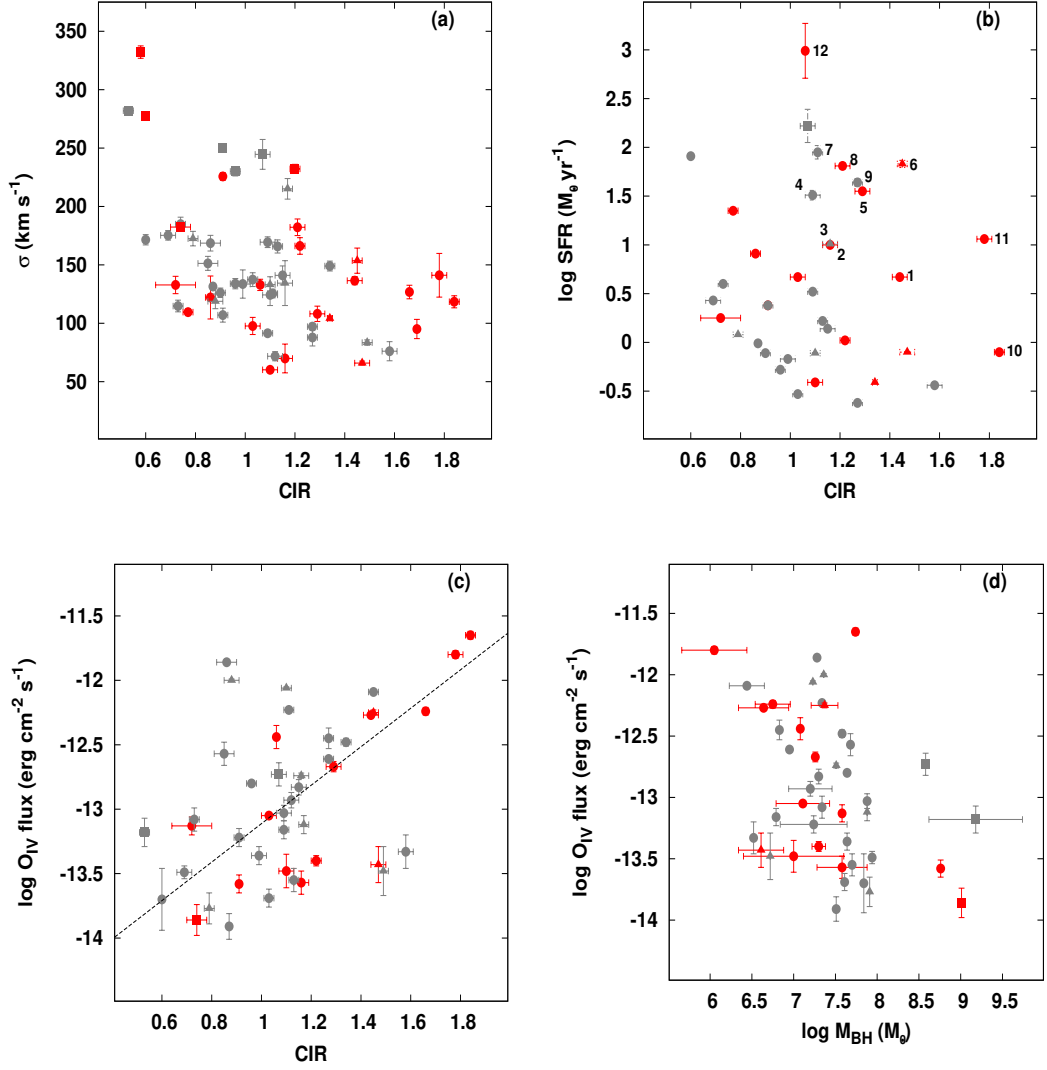 (a)
350
300
250
200
150
100
50
σ (km s-1)
0.6 0.8 1 1.2 1.4 1.6 1.8
CIR
(b)
3
2.5
2
1.5
1
0.5
0
-0.5
log SFR (Mө yr-1)
12
7
8
9
6
4
5
3
2
11
1
10
0.6 0.8 1 1.2 1.4 1.6 1.8
CIR
(c)
-11.5
-12
-12.5
-13
-13.5
-14
log OIV flux (erg cm-2 s-1)
0.6 0.8 1 1.2 1.4 1.6 1.8
CIR
(d)
-11.5
-12
-12.5
-13
-13.5
-14
log OIV flux (erg cm-2 s-1)
6 6.5 7 7.5 8 8.5 9 9.5
log MBH (Mө)